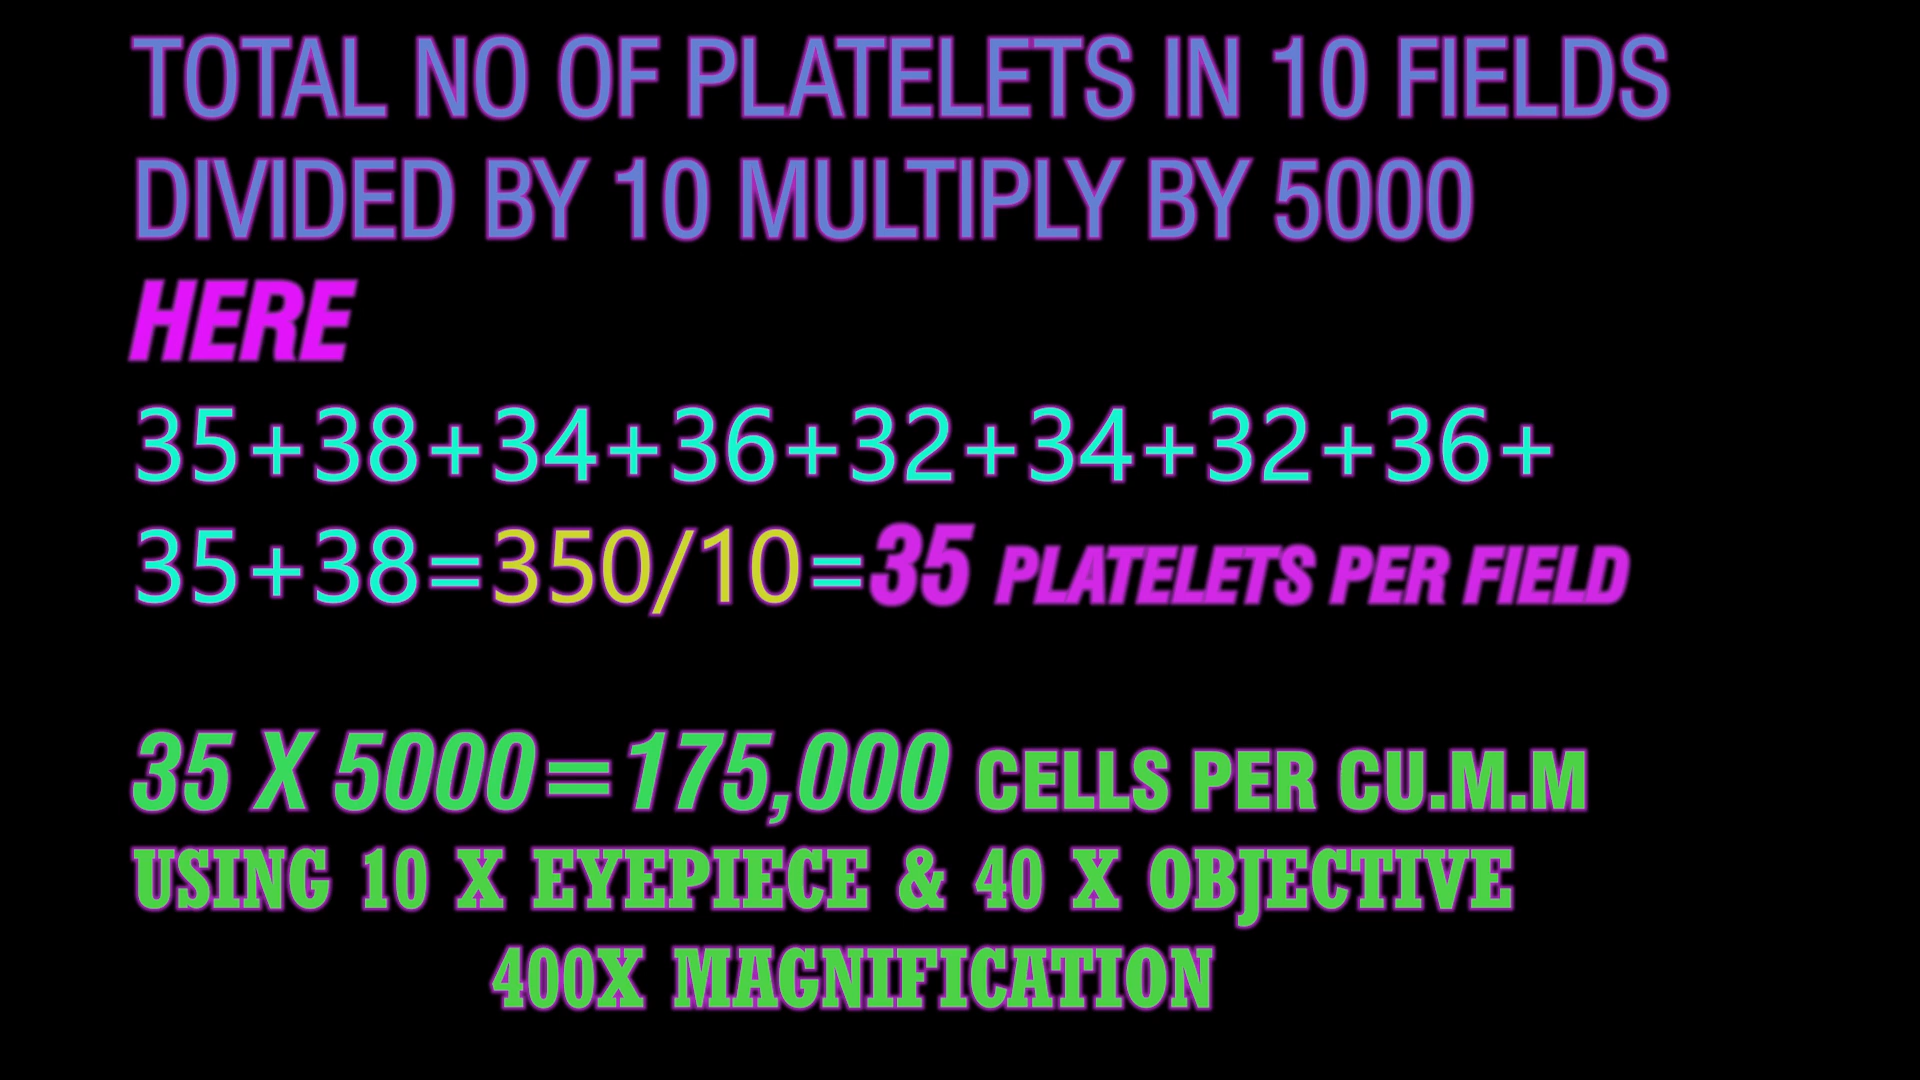 TOTAL NO OF PLATELETS IN 10 FIELDS
DIVIDED BY 10 MULTIPLY BY 5000
HERE
35+38+34+36+32+34+32+36+
35+38=350/10=35 PLATELETS PER FIELD
35 X 5000=175,000 CELLS PER CU.M.M
USING 10 X EYEPIECE & 40 X OBJECTIVE
400X MAGNIFICATION